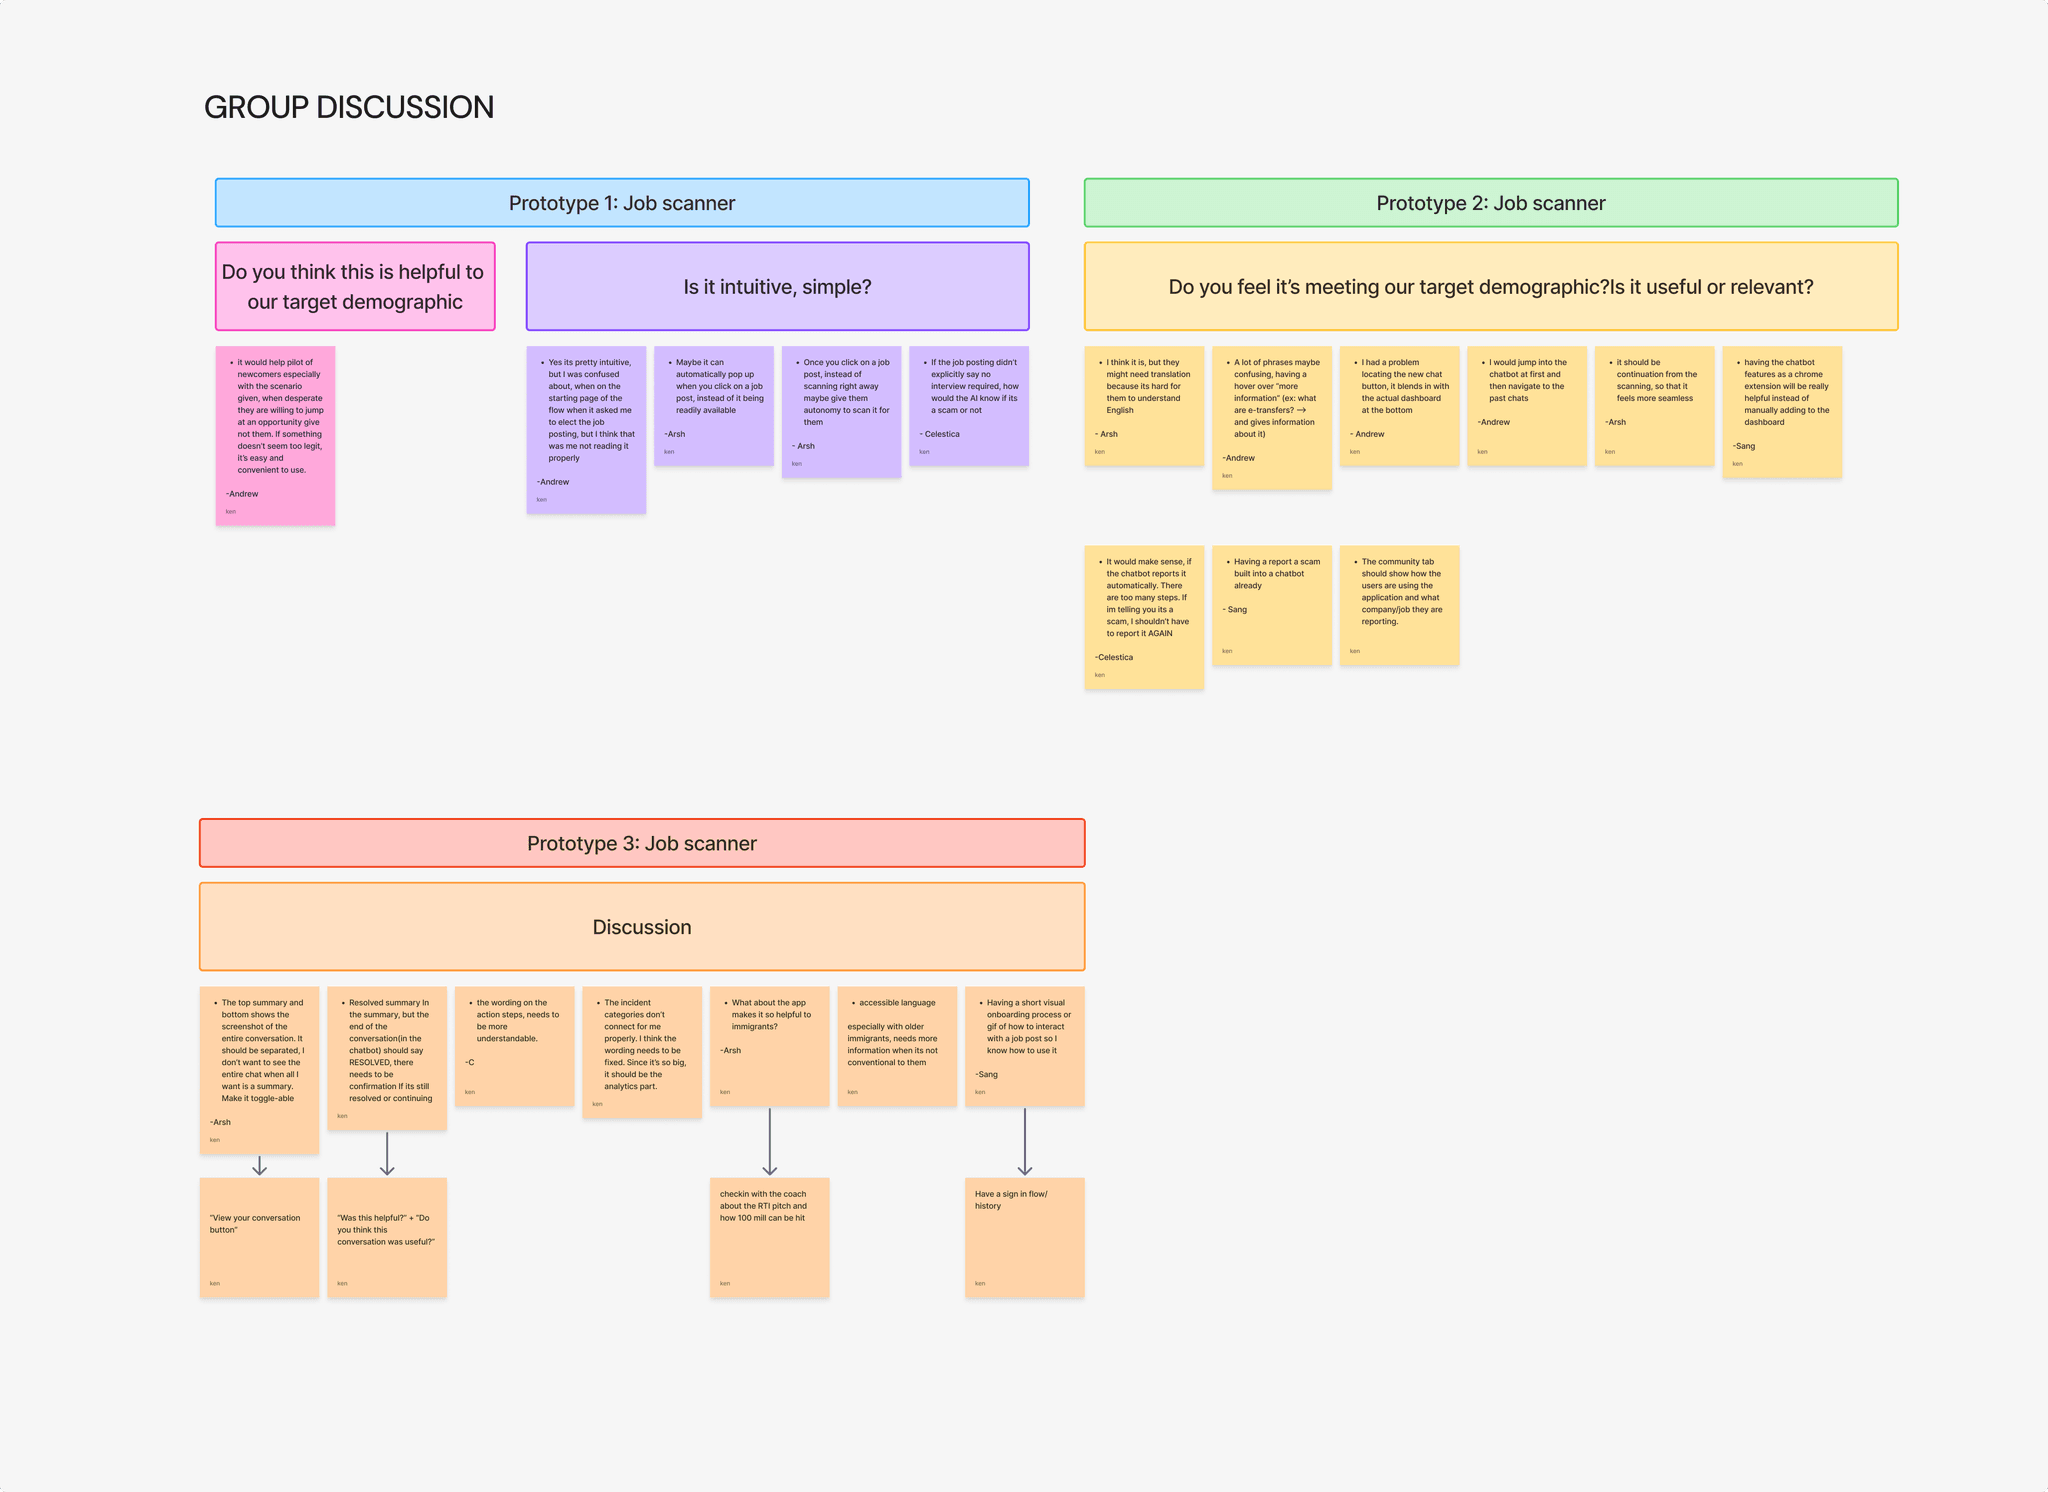 GROUP DISCUSSION
Prototype 1: Job scanner
Do you think this is helpful to
our target demographic
• it would help pilot of
newcomers especially
with the scenario
given, when desperate
they are willing to jump
at an opportunity give
not them. If something
doesn't seem too legit,
it's easy and
convenient to use.
-Andrew
ken
Is it intuitive, simple?
• Yes its pretty intuitive,
but I was confused
about, when on the
starting page of the
flow when it asked me
to elect the job
posting, but I think that
was me not reading it
properly
-Andrew
ken
• Maybe it can
automatically pop up
when you click on a job
post, instead of it being
readily available
-Arsh
ken
• Once you click on a job
post, instead of
scanning right away
maybe give them
autonomy to scan it for
them
- Arsh
ken
• If the job posting didn't
explicitly say no
interview required, how
would the AI know if its
a scam or not
- Celestica
ken
Prototype 2: Job scanner
Do you feel it's meeting our target demographic?Is it useful or relevant?
• I think it is, but they
might need translation
because its hard for
them to understand
English
- Arsh
ken
• A lot of phrases maybe
confusing, having a
hover over "more
information" (ex: what
are e-transfers? →
and gives information
about it)
-Andrew
ken
• I had a problem
locating the new chat
button, it blends in with
the actual dashboard
at the bottom
- Andrew
ken
• I would jump into the
chatbot at first and
then navigate to the
past chats
-Andrew
ken
• it should be
continuation from the
scanning, so that it
feels more seamless
-Arsh
ken
• having the chatbot
features as a chrome
extension will be really
helpful instead of
manually adding to the
dashboard
-Sang
ken
• It would make sense, if
the chatbot reports it
automatically. There
are too many steps. If
im telling you its a
scam, I shouldn't have
to report it AGAIN
-Celestica
ken
• Having a report a scam
built into a chatbot
already
- Sang
ken
• The community tab
should show how the
users are using the
application and what
company/job they are
reporting.
ken
Prototype 3: Job scanner
Discussion
• The top summary and
bottom shows the
screenshot of the
entire conversation. It
should be separated, I
don't want to see the
entire chat when all I
want is a summary.
Make it toggle-able
-Arsh
ken
• Resolved summary In
the summary, but the
end of the
conversation(in the
chatbot) should say
RESOLVED, there
needs to be
confirmation If its still
resolved or continuing
ken
• the wording on the
action steps, needs to
be more
understandable.
-C
ken
• The incident
categories don't
connect for me
properly. I think the
wording needs to be
fixed. Since it's so big,
it should be the
analytics part.
ken
• What about the app
makes it so helpful to
immigrants?
-Arsh
ken
• accessible language
especially with older
immigrants, needs more
information when its not
conventional to them
ken
• Having a short visual
onboarding process or
gif of how to interact
with a job post so I
know how to use it
-Sang
ken
"View your conversation
button"
ken
"Was this helpful?" + "Do
you think this
conversation was useful?"
ken
checkin with the coach
about the RTI pitch and
how 100 mill can be hit
ken
Have a sign in flow/
history
ken